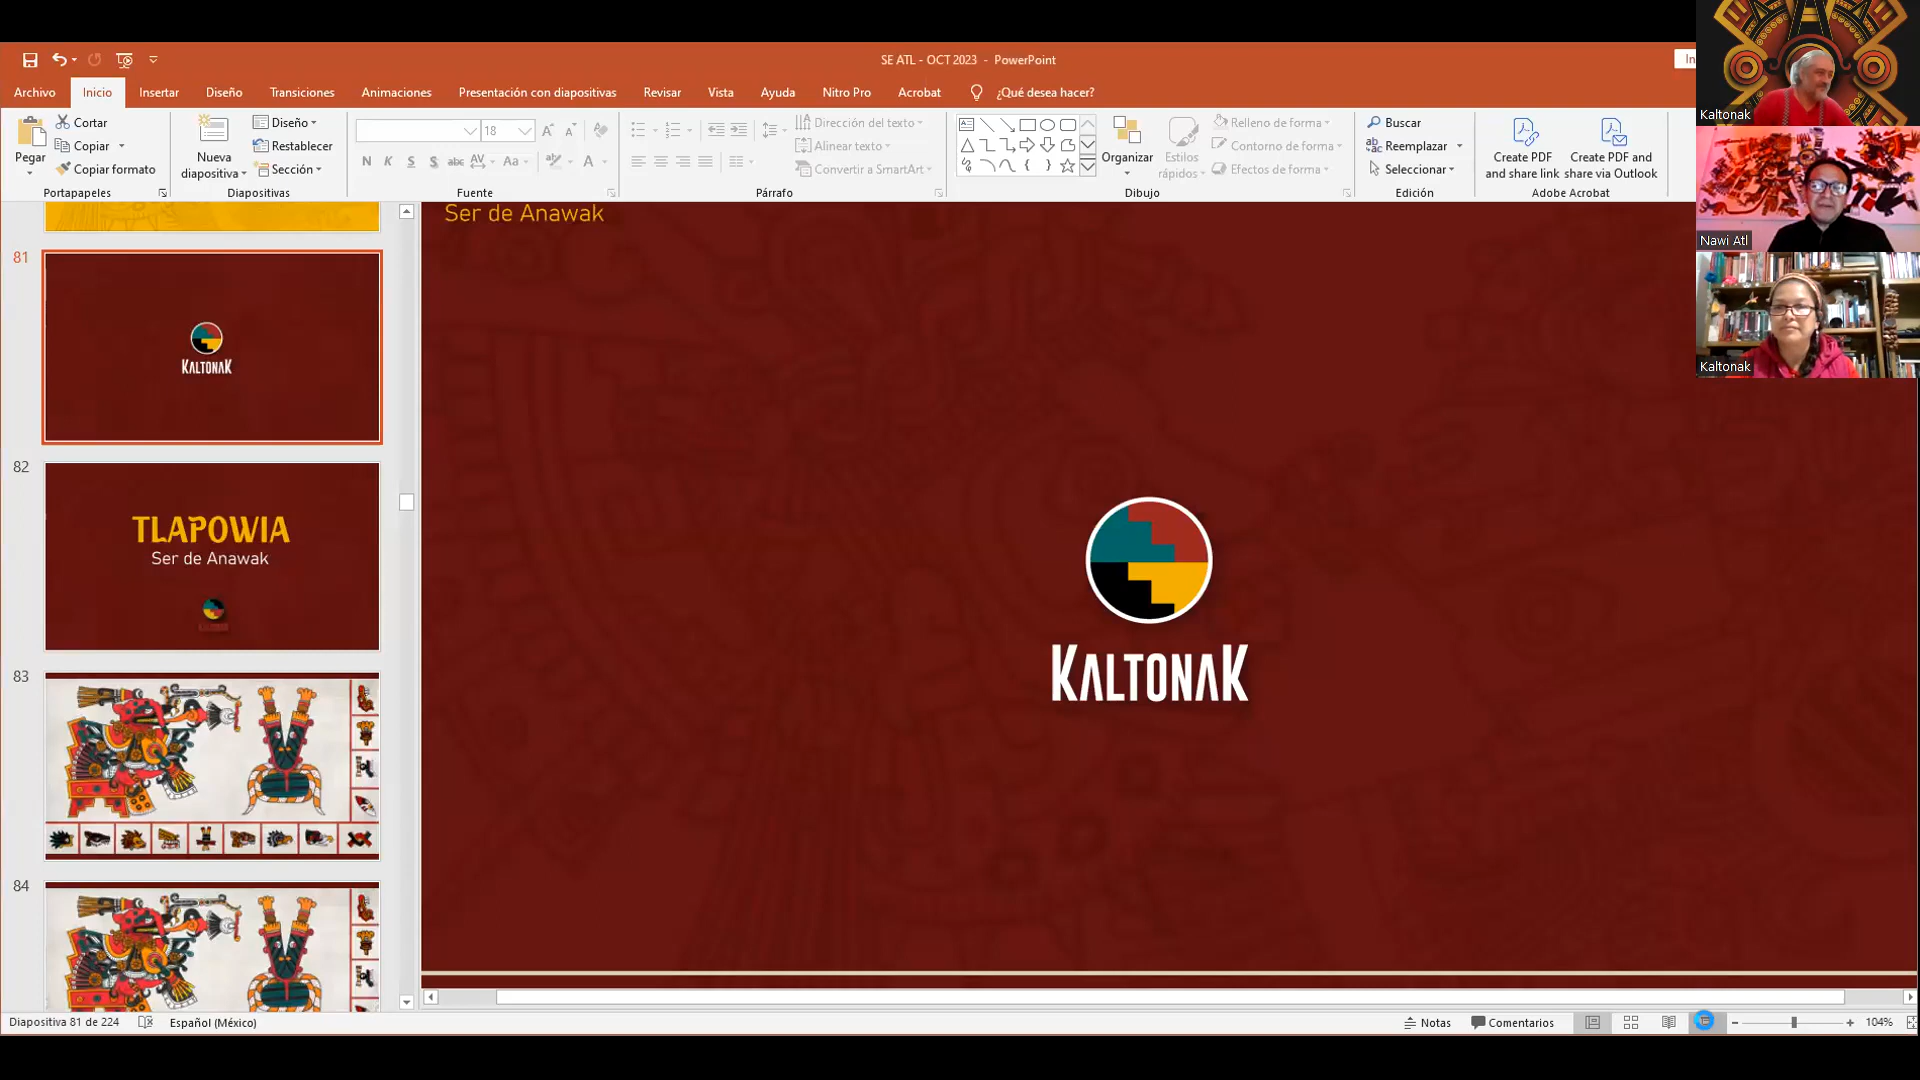 SE ATL - OCT 2023 - PowerPoint
In
Archivo
Inicio
Insertar
Diseño
Transiciones
Animaciones
Presentación con diapositivas
Revisar
Vista
Ayuda
Nitro Pro
Acrobat
¿Qué desea hacer?
Pegar
Cortar
Copiar
Copiar formato
Portapapeles
Nueva
diapositiva
Diseño
Restablecer
Sección
Diapositivas
18
N K S S abc AV Aa A
Fuente
Dirección del texto
Alinear texto
Convertir a SmartArt
Párrafo
Organizar
Estilos
rápidos
Relleno de forma
Contorno de forma
Efectos de forma
Dibujo
Buscar
Reemplazar
Seleccionar
Edición
Create PDF
and share link
Create PDF and
share via Outlook
Adobe Acrobat
Kaltonak
Nawi Atl
Kaltonak
81
KALTONAK
82
TLAPOWIA
Ser de Anawak
83
84
Ser de Anawak
KALTONAK
Diapositiva 81 de 224
Español (México)
Notas
Comentarios
104%